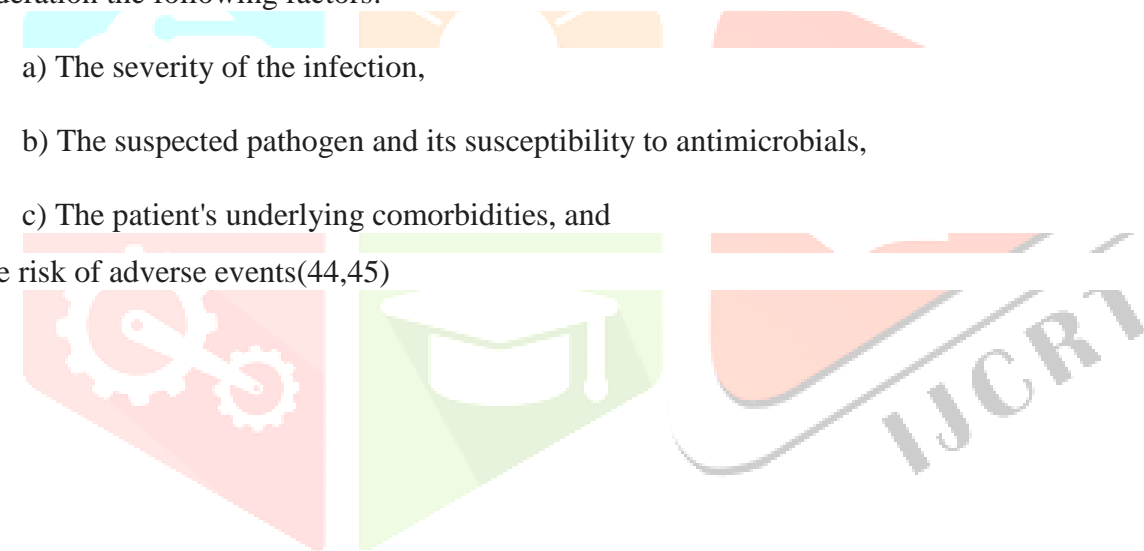 deration the following factors:
a) The severity of the infection,
b) The suspected pathogen and its susceptibility to antimicrobials,
c) The patient's underlying comorbidities, and
e risk of adverse events(44,45)
IJCRT